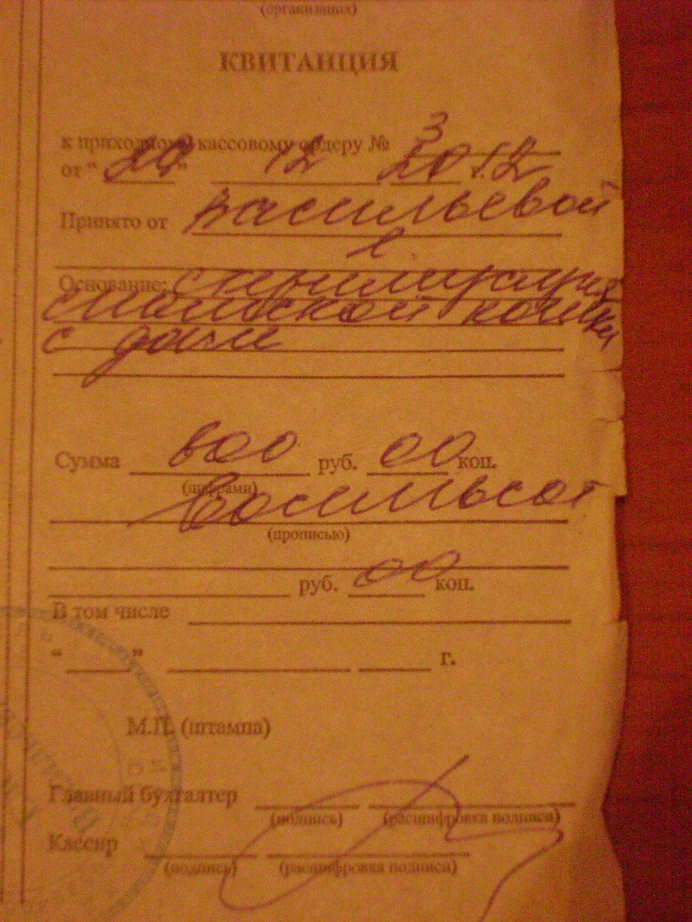 (организация)
КВИТАНЦИЯ
к приходному кассовому ордеру № 3
от “ ” 12 2012
Принято от Васильевой
Основание: стерилизация
сиамской кошки
с дачи
Сумма 800 руб. 00 коп.
(цифрами)
Восемьсот
(прописью)
руб. 00 коп.
В том числе
“ ” г.
М.П. (штампа)
Главный бухгалтер
(подпись) (расшифровка подписи)
Кассир
(подпись) (расшифровка подписи)